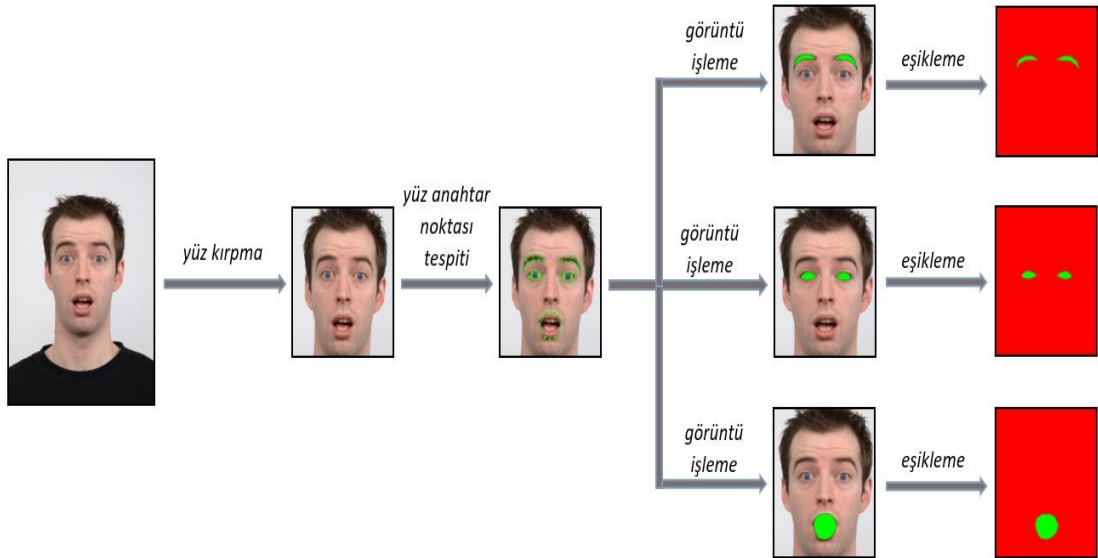 görüntü
işleme
eşikleme
yüz kırpma
yüz anahtar
noktası
tespiti
görüntü
işleme
eşikleme
görüntü
işleme
eşikleme